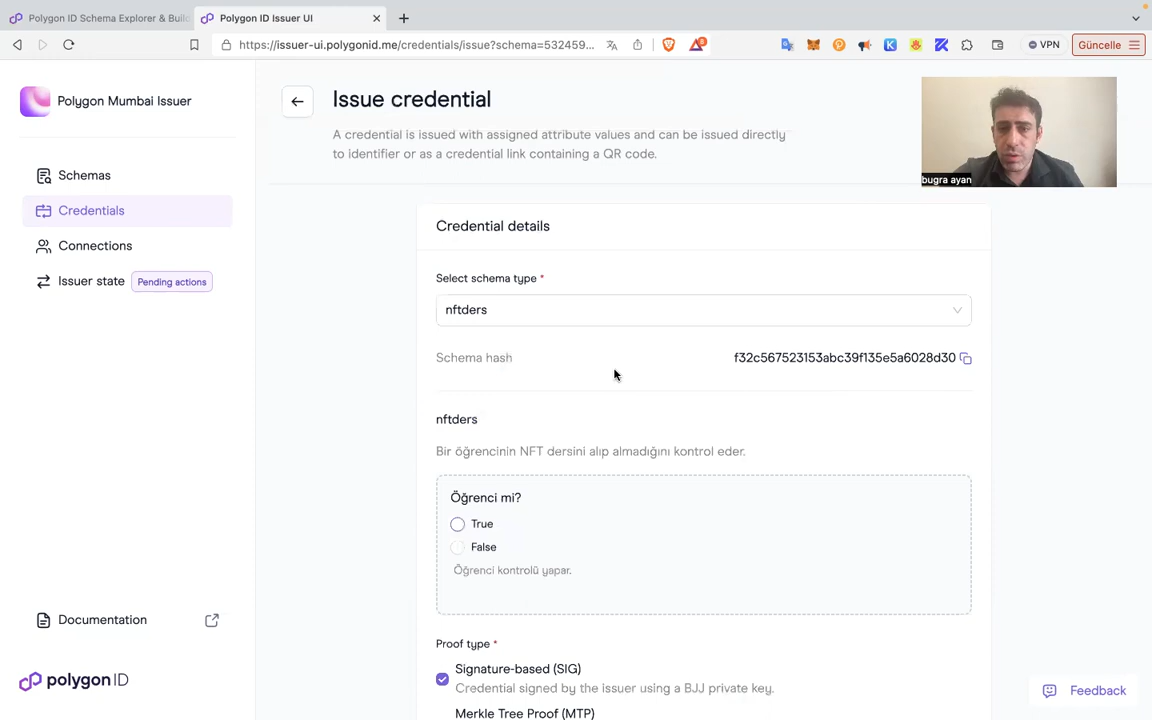 Polygon ID Schema Explorer & Buil
Polygon ID Issuer UI
https://issuer-ui.polygonid.me/credentials/issue?schema=532459...
VPN
Güncelle
Polygon Mumbai Issuer
Schemas
Credentials
Connections
Issuer state
Pending actions
Documentation
polygon ID
Issue credential
A credential is issued with assigned attribute values and can be issued directly
to identifier or as a credential link containing a QR code.
bugra ayan
Credential details
Select schema type *
nftders
Schema hash
f32c567523153abc39f135e5a6028d30
nftders
Bir öğrencinin NFT dersini alıp almadığını kontrol eder.
Öğrenci mi?
True
False
Öğrenci kontrolü yapar.
Proof type *
Signature-based (SIG)
Credential signed by the issuer using a BJJ private key.
Merkle Tree Proof (MTP)
Feedback